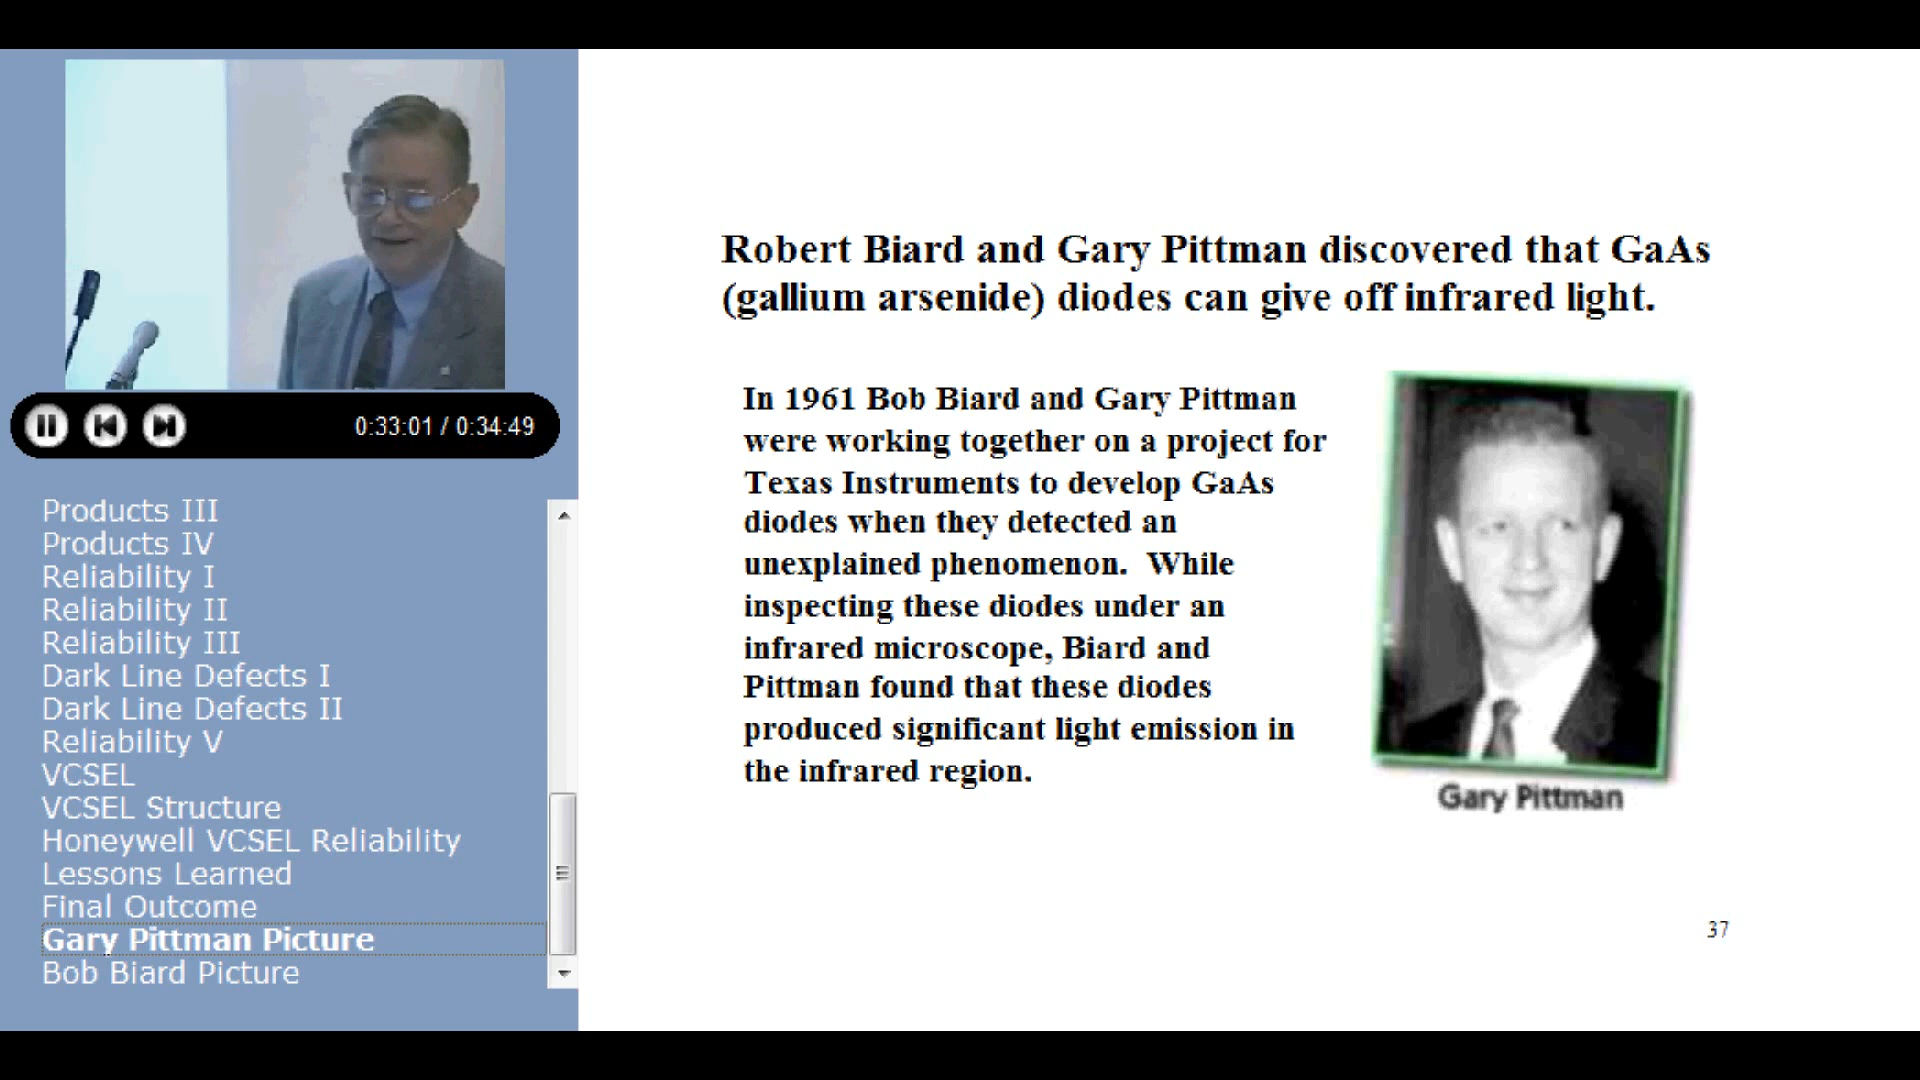 0:33:01 / 0:34:49
Products III
Products IV
Reliability I
Reliability II
Reliability III
Dark Line Defects I
Dark Line Defects II
Reliability V
VCSEL
VCSEL Structure
Honeywell VCSEL Reliability
Lessons Learned
Final Outcome
Gary Pittman Picture
Bob Biard Picture
Robert Biard and Gary Pittman discovered that GaAs
(gallium arsenide) diodes can give off infrared light.
In 1961 Bob Biard and Gary Pittman
were working together on a project for
Texas Instruments to develop GaAs
diodes when they detected an
unexplained phenomenon.  While
inspecting these diodes under an
infrared microscope, Biard and
Pittman found that these diodes
produced significant light emission in
the infrared region.
Gary Pittman
37